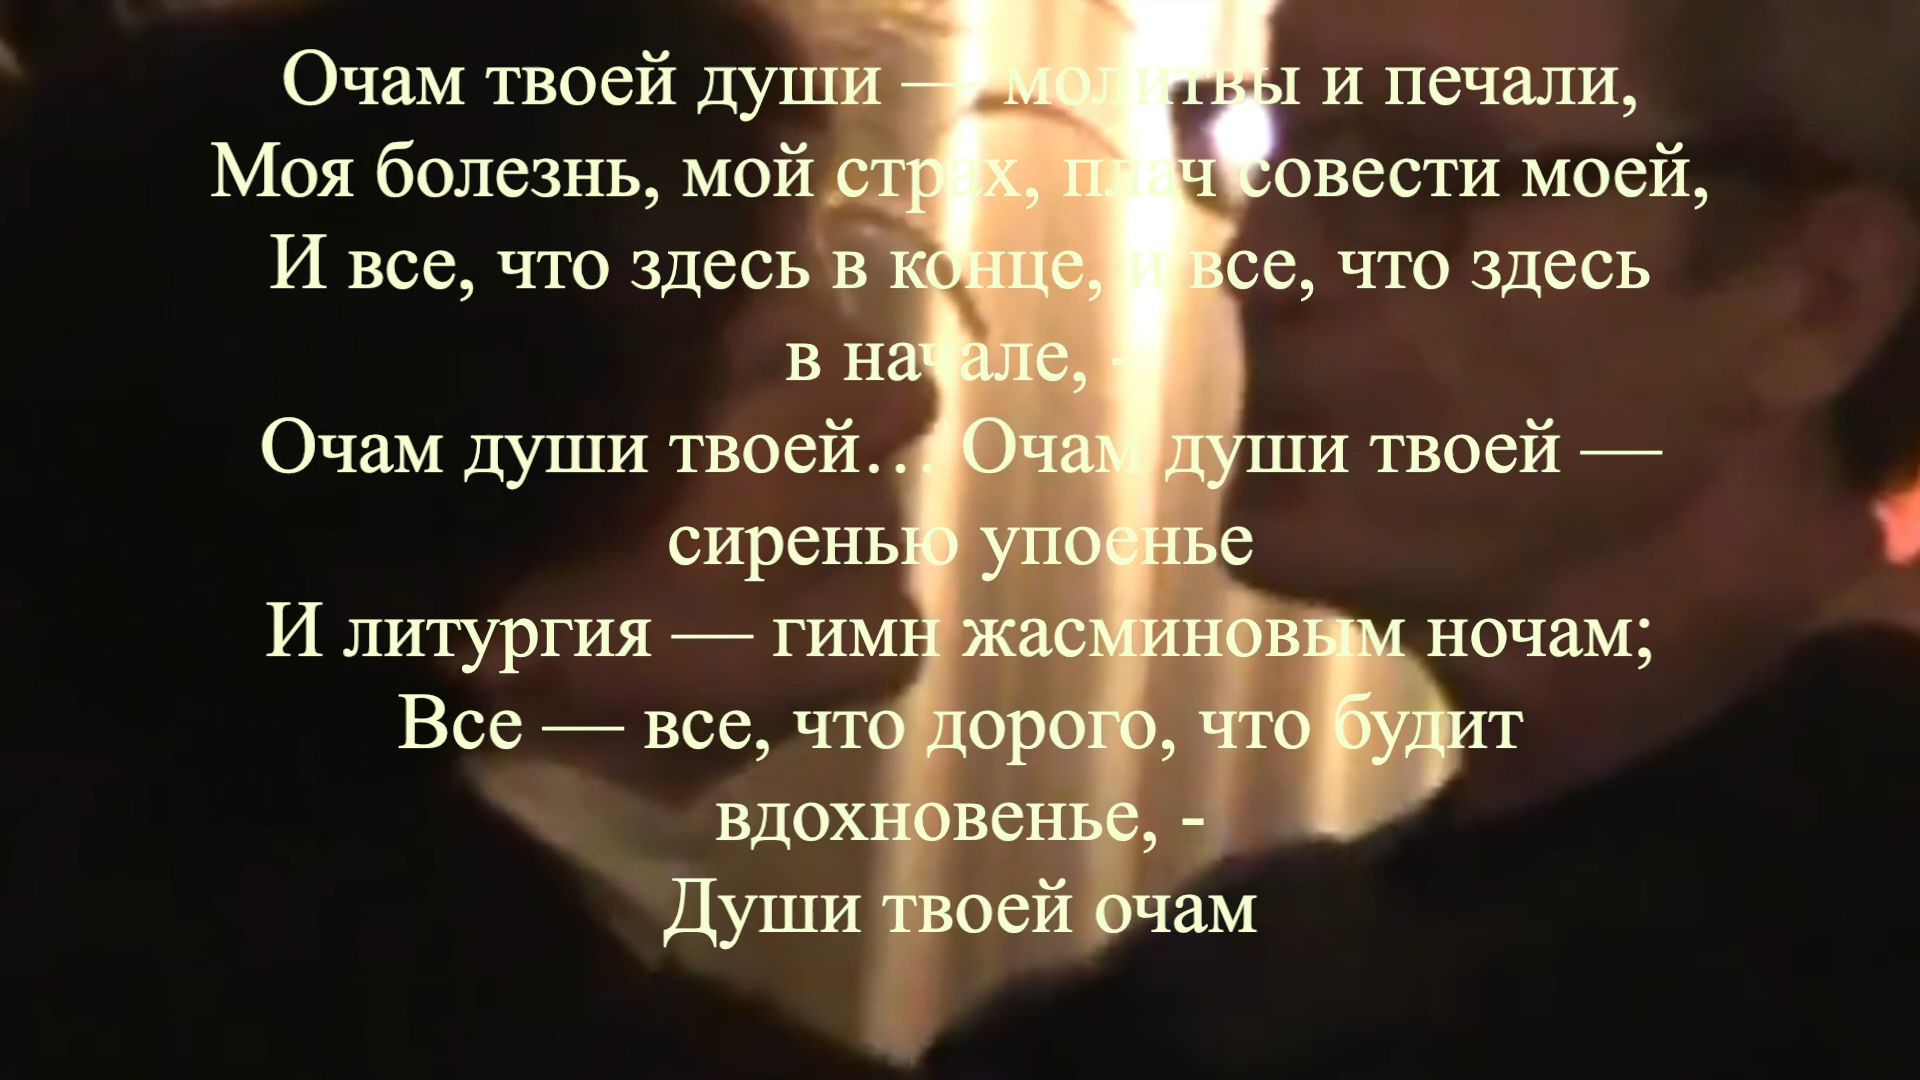 Очам твоей души — молитвы и печали,
Моя болезнь, мой страх, плач совести моей,
И все, что здесь в конце, и все, что здесь
в начале, -
Очам души твоей… Очам души твоей —
сиренью упоенье
И литургия — гимн жасминовым ночам;
Все — все, что дорого, что будит
вдохновенье, -
Души твоей очам